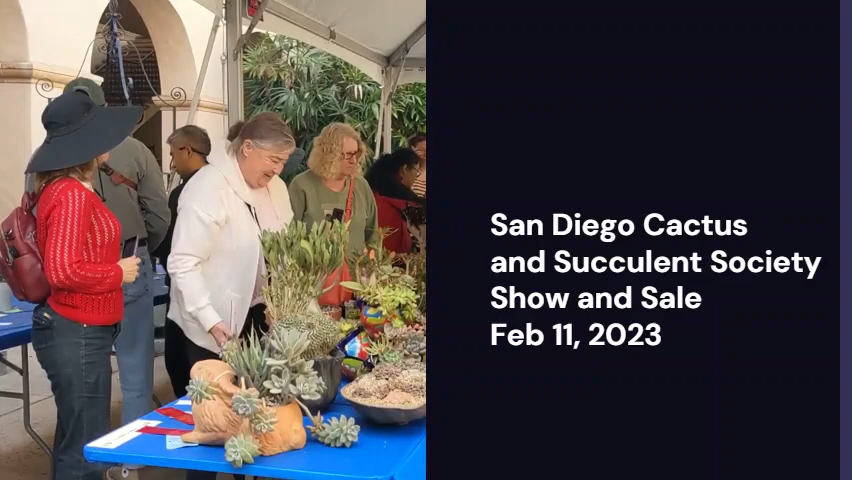 San Diego Cactus
and Succulent Society
Show and Sale
Feb 11, 2023